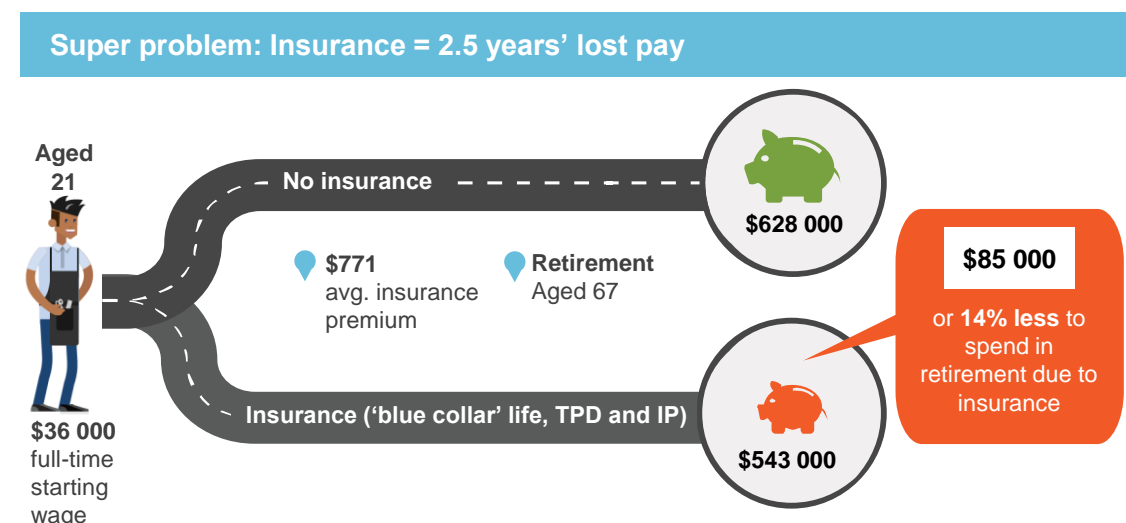 Super problem: Insurance = 2.5 years' lost pay
Aged
21
$36 000
full-time
starting
wage
No insurance
$628 000
$771
avg. insurance
premium
Retirement
Aged 67
Insurance (‘blue collar’ life, TPD and IP)
$543 000
$85 000
or 14% less to
spend in
retirement due to
insurance